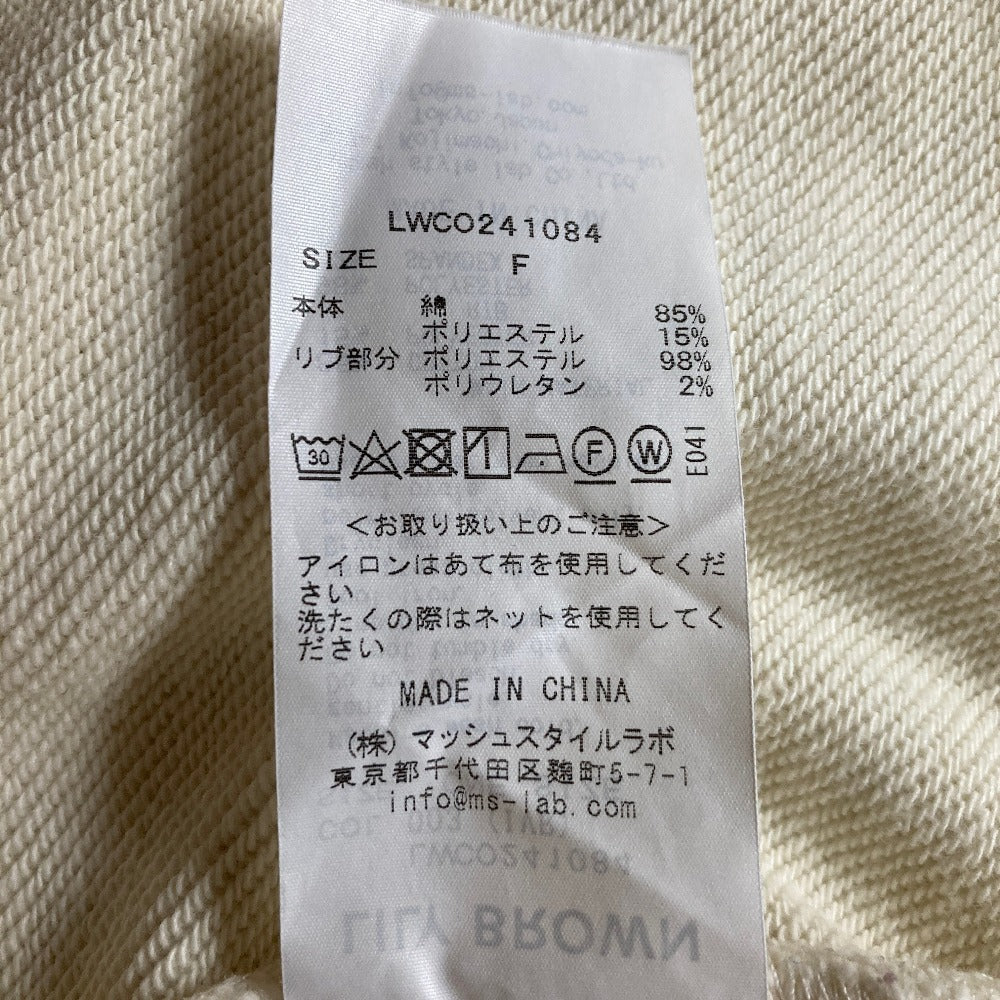 LWCO241084
SIZE F
本体 綿 85%
ポリエステル 15%
リブ部分 ポリエステル 98%
ポリウレタン 2%
30 F W E041
<お取り扱い上のご注意>
アイロンはあて布を使用してくだ
さい
洗たくの際はネットを使用してく
ださい
MADE IN CHINA
(株)マッシュスタイルラボ
東京都千代田区麹町5-7-1
info@ms-lab.com
COL 003 (IVR)
LWCO241084
LILY BROWN